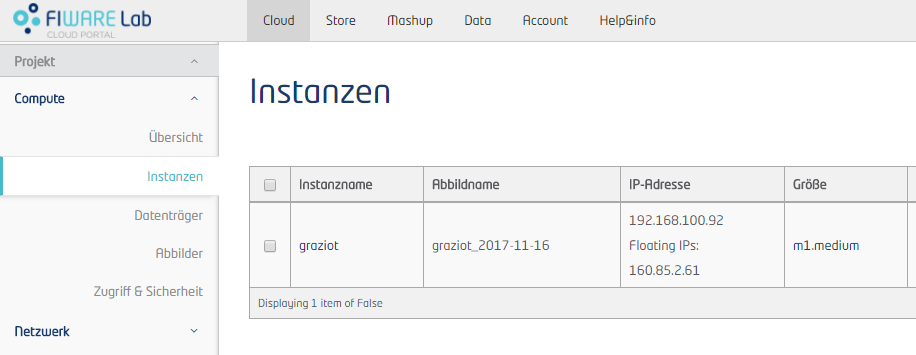 FIWARE Lab
CLOUD PORTAL
Cloud Store Mashup Data Account Help&info
Projekt
Compute
Übersicht
Instanzen
Datenträger
Abbilder
Zugriff & Sicherheit
Netzwerk
Instanzen
Instanzname Abbildname IP-Adresse Größe
graziot graziot_2017-11-16 192.168.100.92 m1.medium
Floating IPs:
160.85.2.61
Displaying 1 item of False